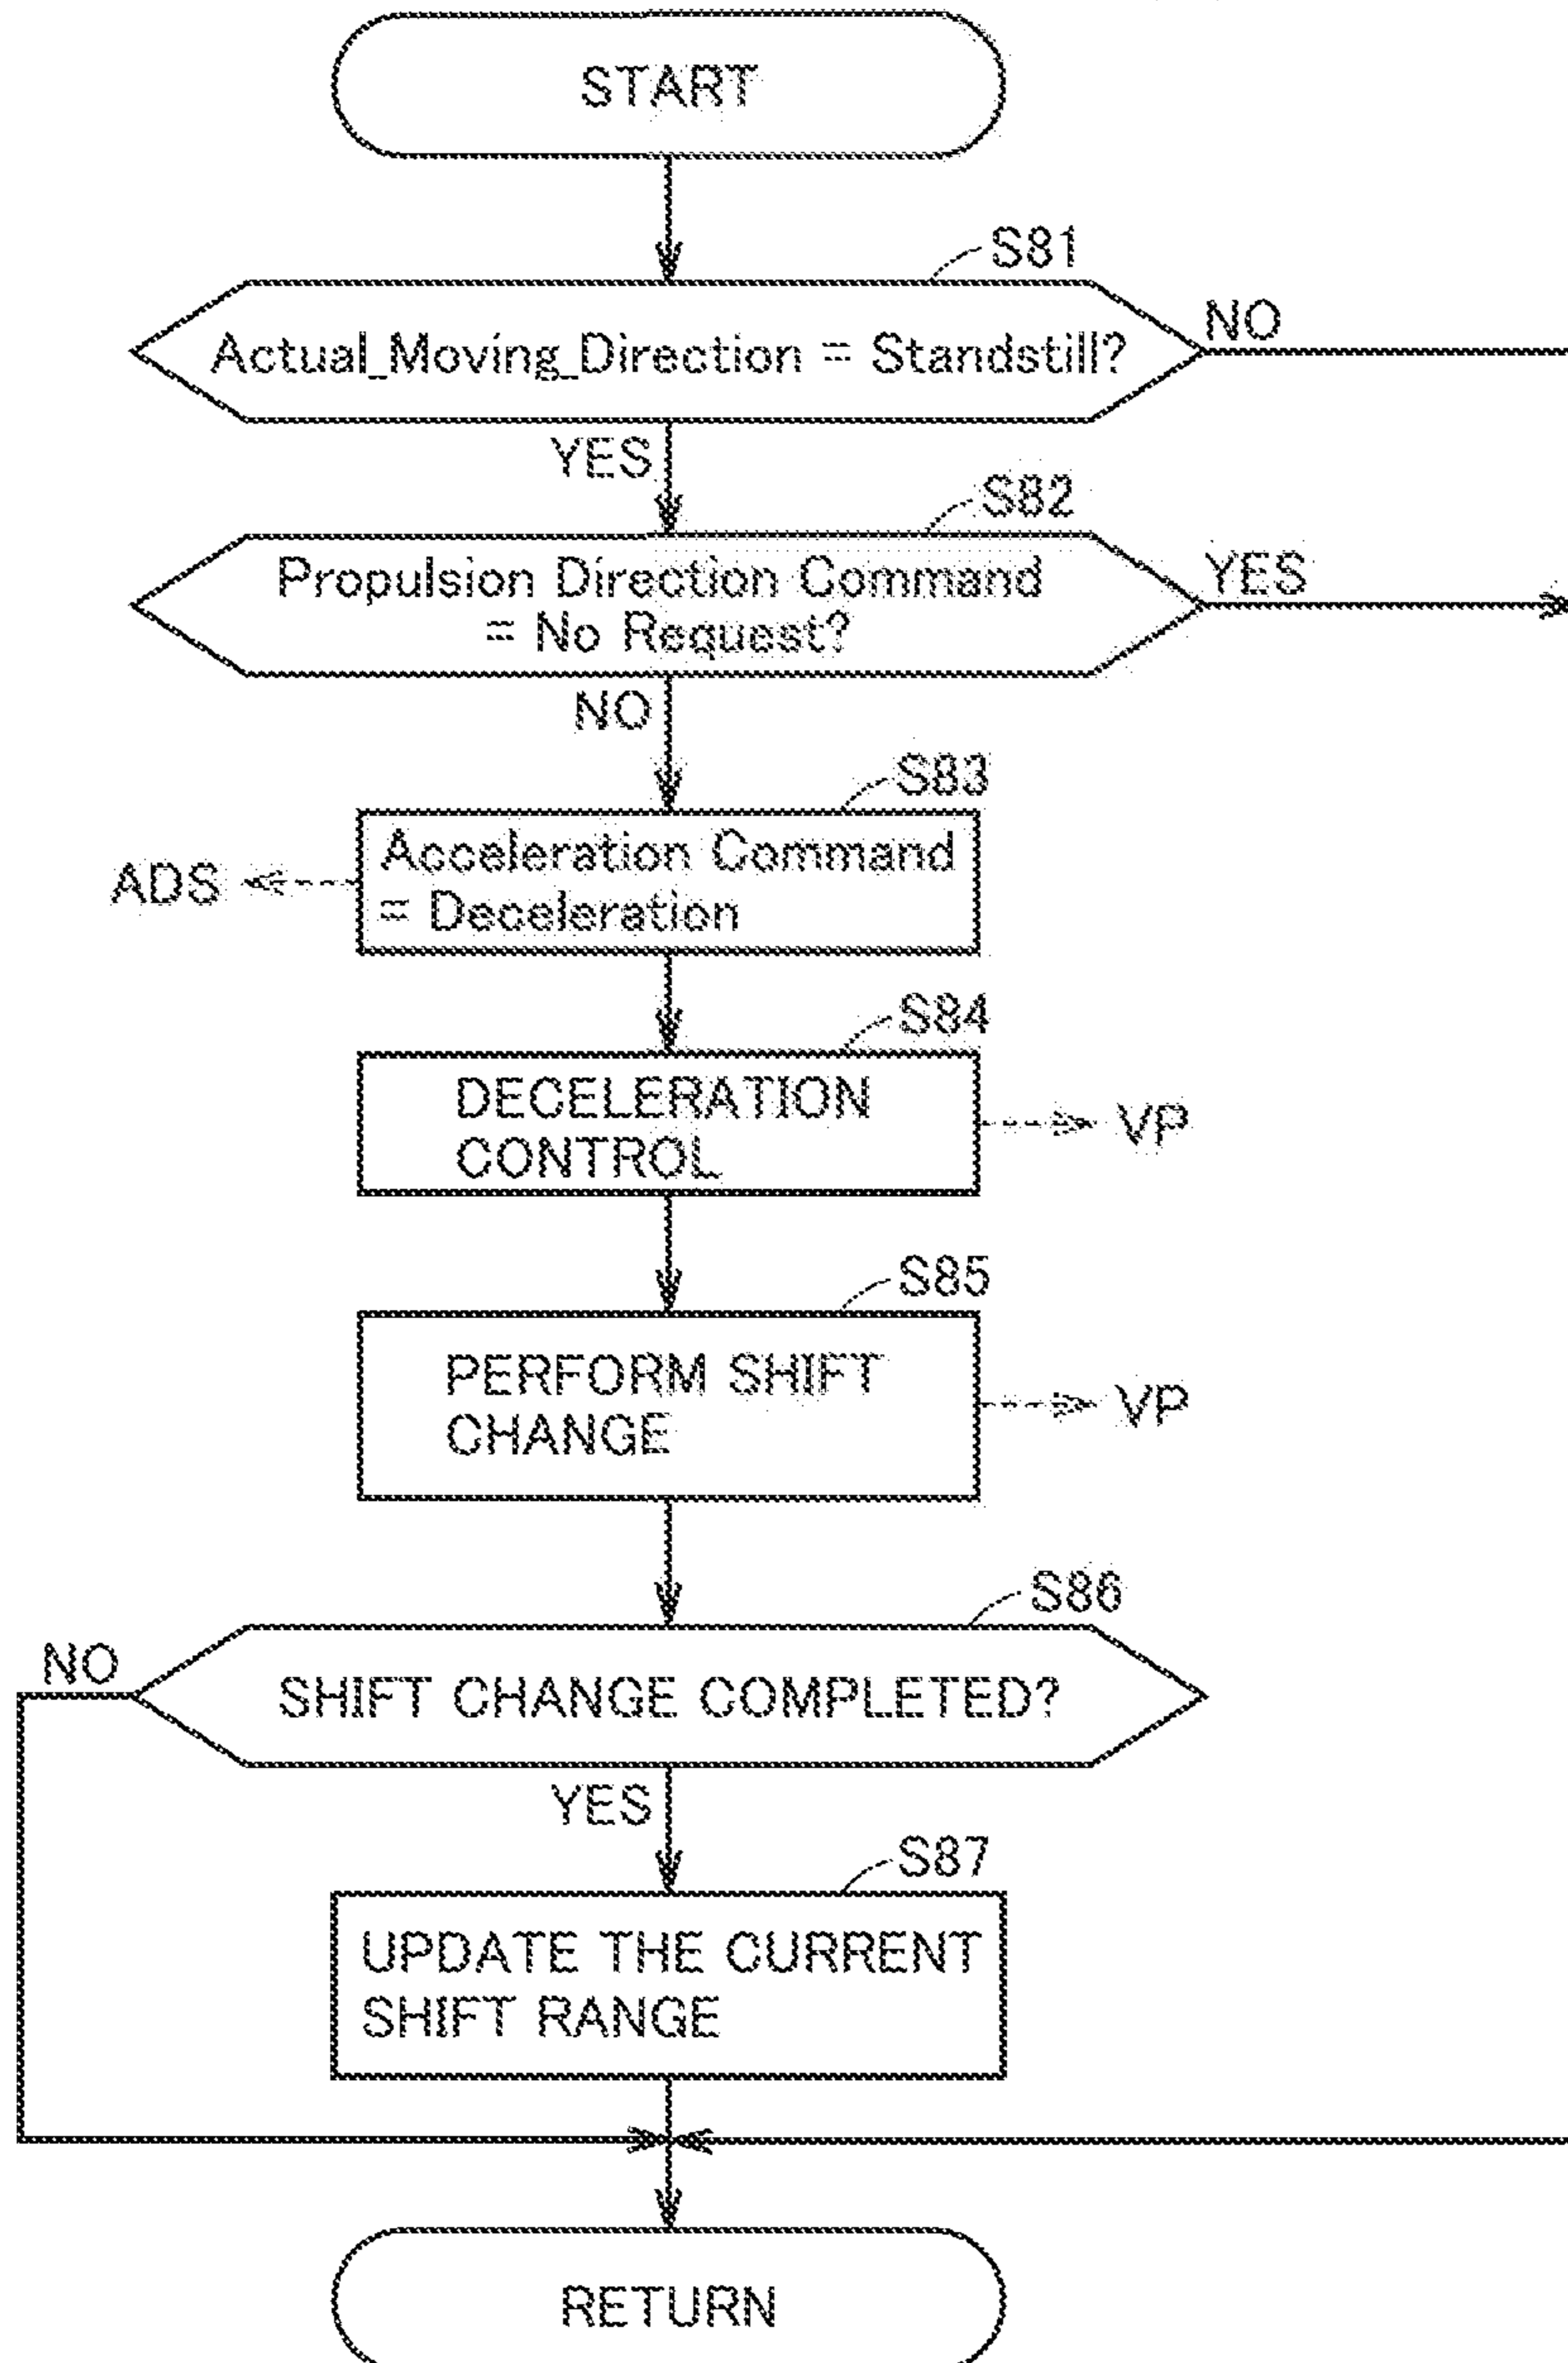 START
S81
Actual_Moving_Direction = Standstill?
NO
YES
S82
Propulsion Direction Command
= No Request?
YES
NO
S83
Acceleration Command
= Deceleration
ADS
S84
DECELERATION
CONTROL
VP
S85
PERFORM SHIFT
CHANGE
VP
S86
SHIFT CHANGE COMPLETED?
NO
YES
S87
UPDATE THE CURRENT
SHIFT RANGE
RETURN